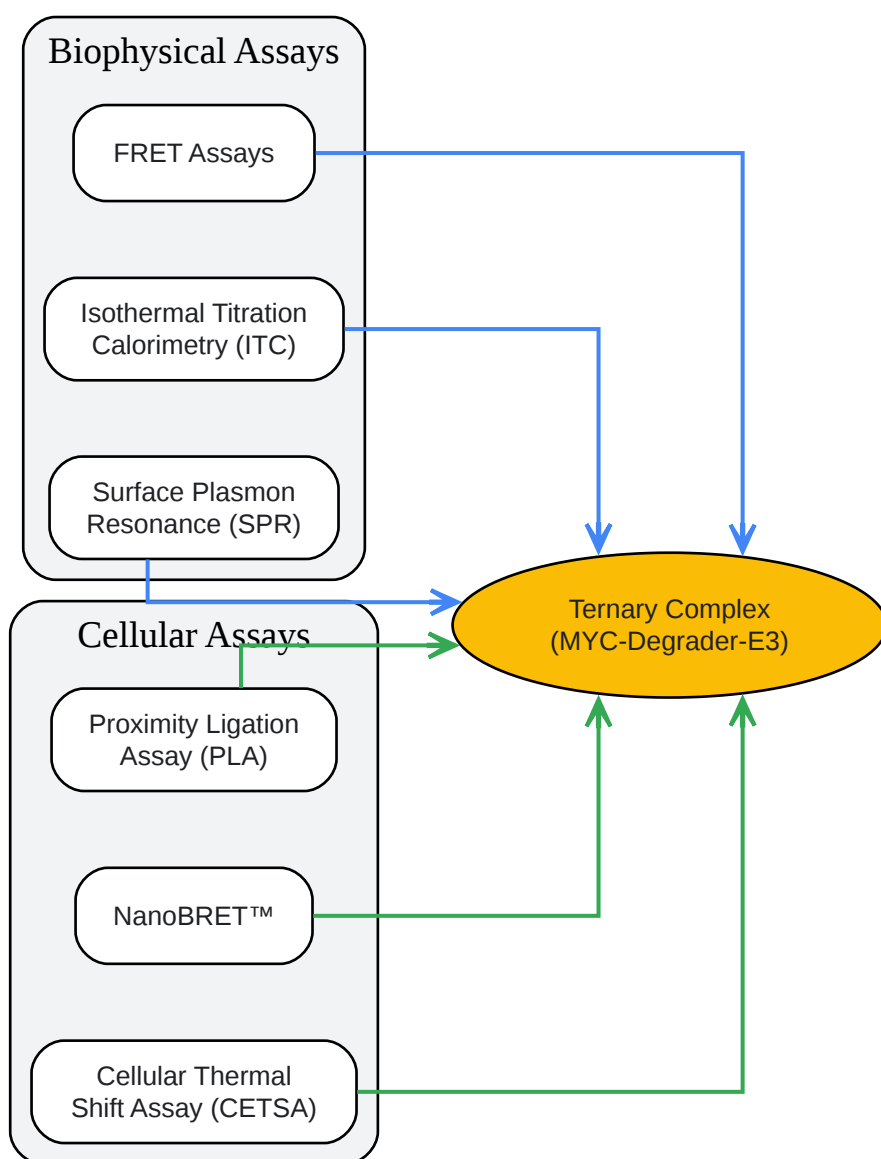 Biophysical Assays
FRET Assays
Isothermal Titration
Calorimetry (ITC)
Surface Plasmon
Resonance (SPR)
Ternary Complex
(MYC-Degrader-E3)
Cellular Assays
Proximity Ligation
Assay (PLA)
NanoBRET™
Cellular Thermal
Shift Assay (CETSA)